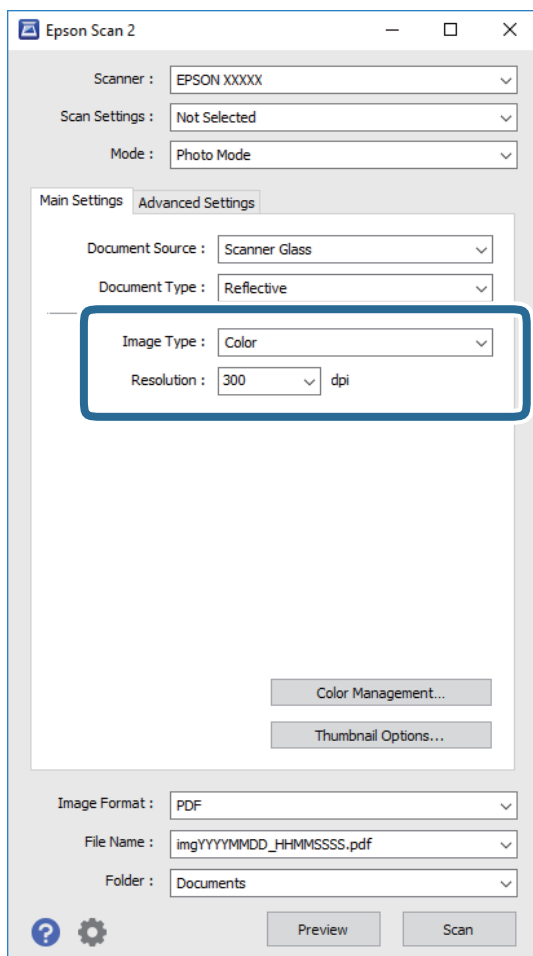 Epson Scan 2
Scanner : EPSON XXXXX
Scan Settings : Not Selected
Mode : Photo Mode
Main Settings Advanced Settings
Document Source : Scanner Glass
Document Type : Reflective
Image Type : Color
Resolution : 300 dpi
Color Management...
Thumbnail Options...
Image Format : PDF
File Name : imgYYYYMMDD_HHMMSSSS.pdf
Folder : Documents
? Preview Scan